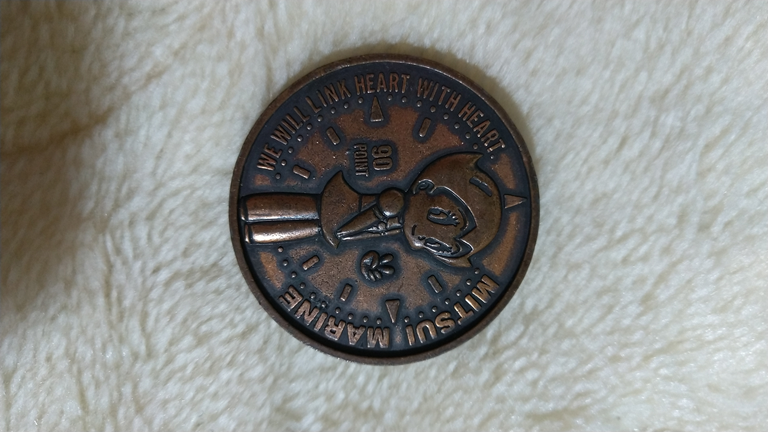 WE WILL LINK HEART WITH HEART
90
POINT
MITSUI MARINE